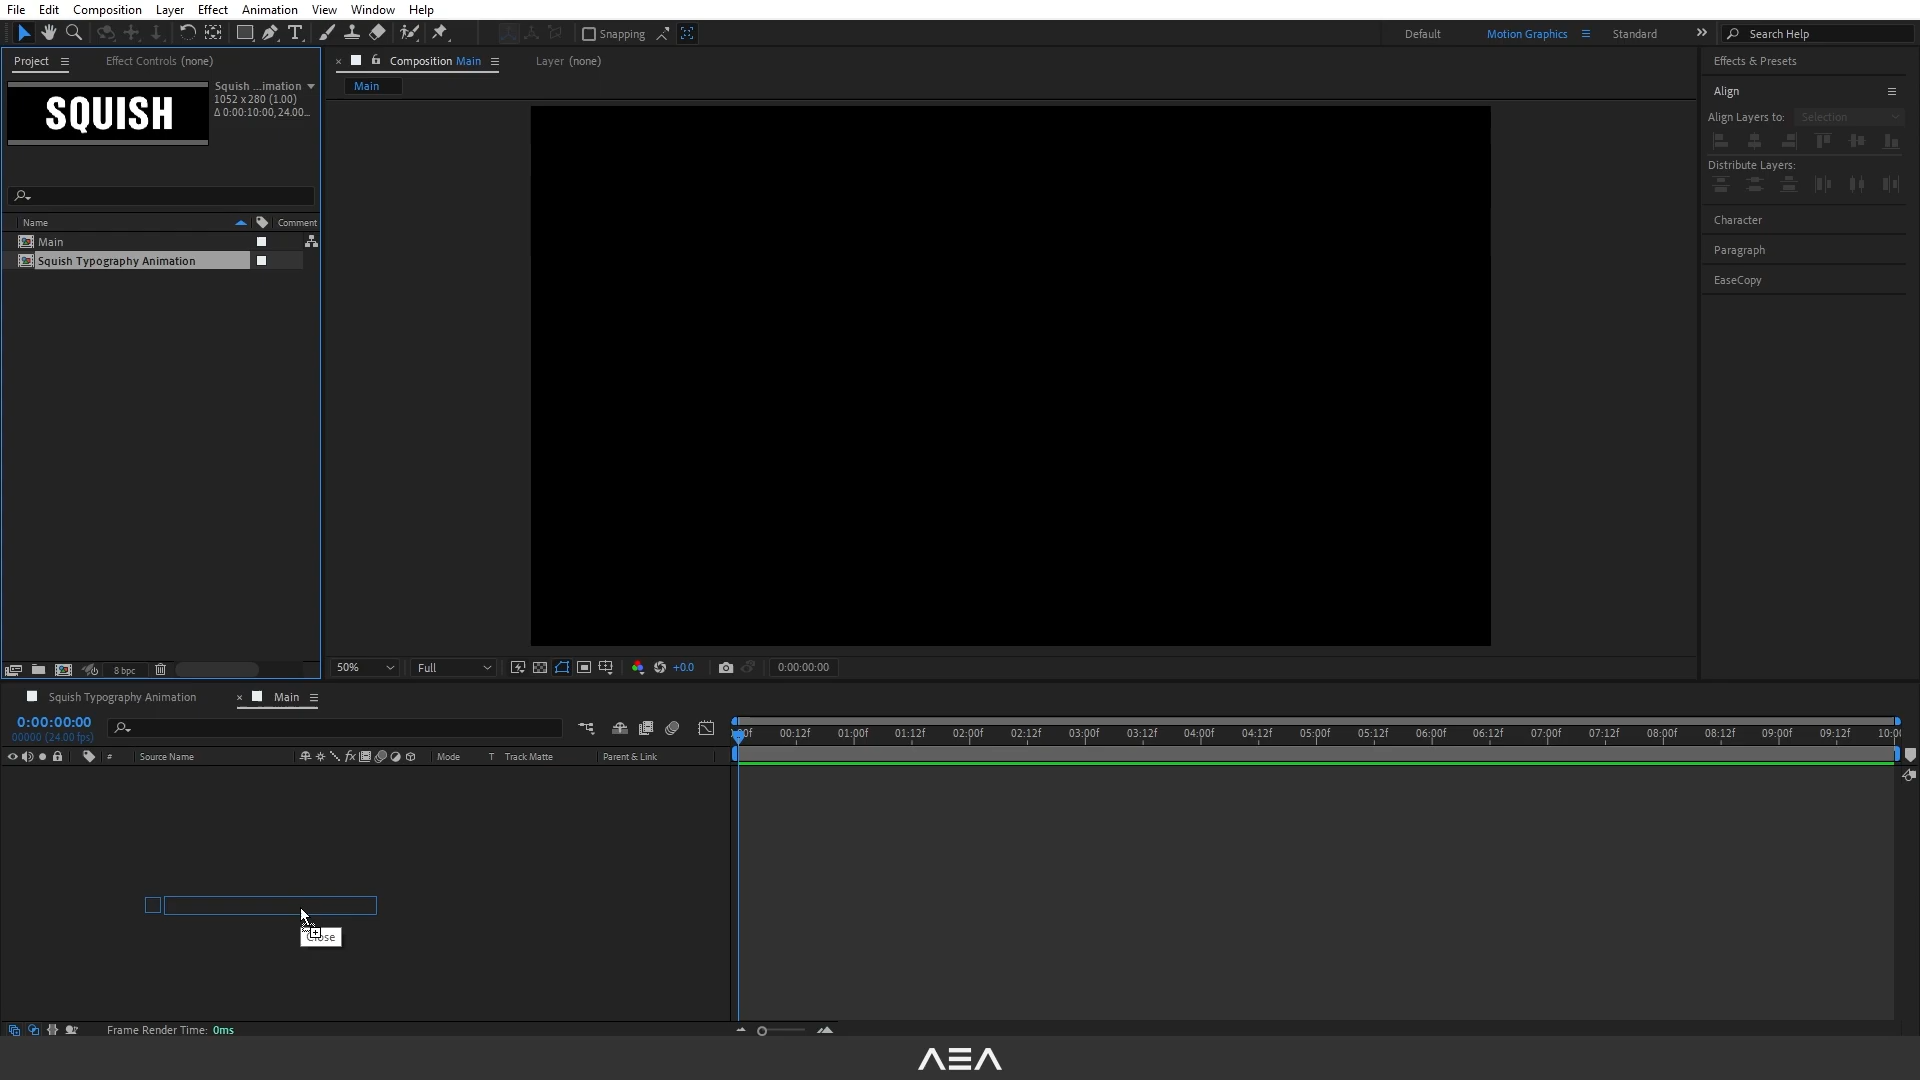 File Edit Composition Layer Effect Animation View Window Help
Snapping Default Motion Graphics Standard Search Help
Project Effect Controls (none) Composition Main Layer (none) Effects & Presets
Main
SQUISH
Squish ...imation
1052 x 280 (1.00)
Δ 0:00:10:00, 24.00...
Align
Align Layers to: Selection
Distribute Layers:
Character
Paragraph
EaseCopy
Name Comment
Main
Squish Typography Animation
8 bpc
50% Full +0.0 0:00:00:00
Squish Typography Animation Main
0:00:00:00
00000 (24.00 fps)
00:12f 01:00f 01:12f 02:00f 02:12f 03:00f 03:12f 04:00f 04:12f 05:00f 05:12f 06:00f 06:12f 07:00f 07:12f 08:00f 08:12f 09:00f 09:12f
# Source Name Mode T Track Matte Parent & Link
Close
Frame Render Time: 0ms